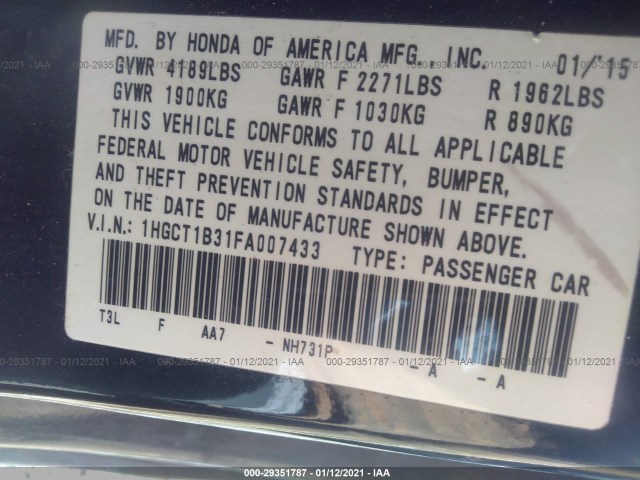 MFD. BY HONDA OF AMERICA MFG., INC. 01/'15
GVWR 4189LBS GAWR F 2271LBS R 1962LBS
GVWR 1900KG GAWR F 1030KG R 890KG
THIS VEHICLE CONFORMS TO ALL APPLICABLE
FEDERAL MOTOR VEHICLE SAFETY, BUMPER,
AND THEFT PREVENTION STANDARDS IN EFFECT
ON THE DATE OF MANUFACTURE SHOWN ABOVE.
V.I.N.: 1HGCT1B31FA007433 TYPE: PASSENGER CAR
T3L F AA7 - NH731P - A - A
000-29351787 - 01/12/2021 - IAA